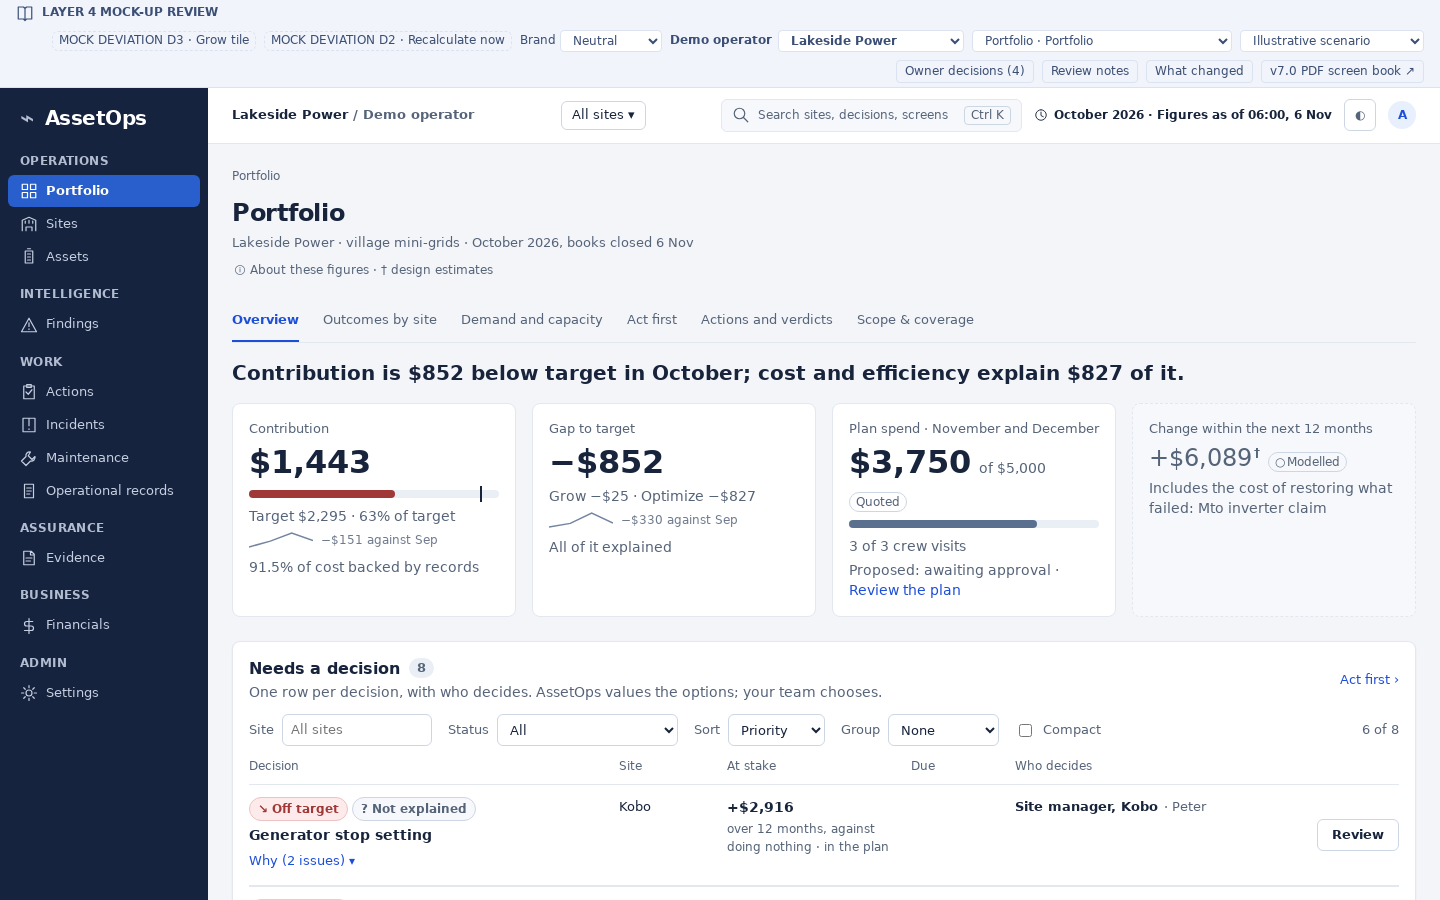 LAYER 4 MOCK-UP REVIEW
MOCK DEVIATION D3 · Grow tile
MOCK DEVIATION D2 · Recalculate now
Brand
Neutral
Demo operator
Lakeside Power
Portfolio · Portfolio
Illustrative scenario
Owner decisions (4)
Review notes
What changed
v7.0 PDF screen book ↗
AssetOps
Lakeside Power / Demo operator
All sites ▾
Search sites, decisions, screens
Ctrl K
October 2026 · Figures as of 06:00, 6 Nov
A
OPERATIONS
Portfolio
Sites
Assets
INTELLIGENCE
Findings
WORK
Actions
Incidents
Maintenance
Operational records
ASSURANCE
Evidence
BUSINESS
Financials
ADMIN
Settings
Portfolio
Portfolio
Lakeside Power · village mini-grids · October 2026, books closed 6 Nov
ⓘ About these figures · † design estimates
Overview
Outcomes by site
Demand and capacity
Act first
Actions and verdicts
Scope & coverage
Contribution is $852 below target in October; cost and efficiency explain $827 of it.
Contribution
$1,443
Target $2,295 · 63% of target
−$151 against Sep
91.5% of cost backed by records
Gap to target
−$852
Grow −$25 · Optimize −$827
−$330 against Sep
All of it explained
Plan spend · November and December
$3,750 of $5,000
Quoted
3 of 3 crew visits
Proposed: awaiting approval ·
Review the plan
Change within the next 12 months
+$6,089† ○ Modelled
Includes the cost of restoring what
failed: Mto inverter claim
Needs a decision 8
One row per decision, with who decides. AssetOps values the options; your team chooses.
Act first ›
Site
All sites
Status
All
Sort
Priority
Group
None
Compact
6 of 8
Decision
Site
At stake
Due
Who decides
↘ Off target
? Not explained
Generator stop setting
Why (2 issues) ▾
Kobo
+$2,916
over 12 months, against
doing nothing · in the plan
Site manager, Kobo · Peter
Review